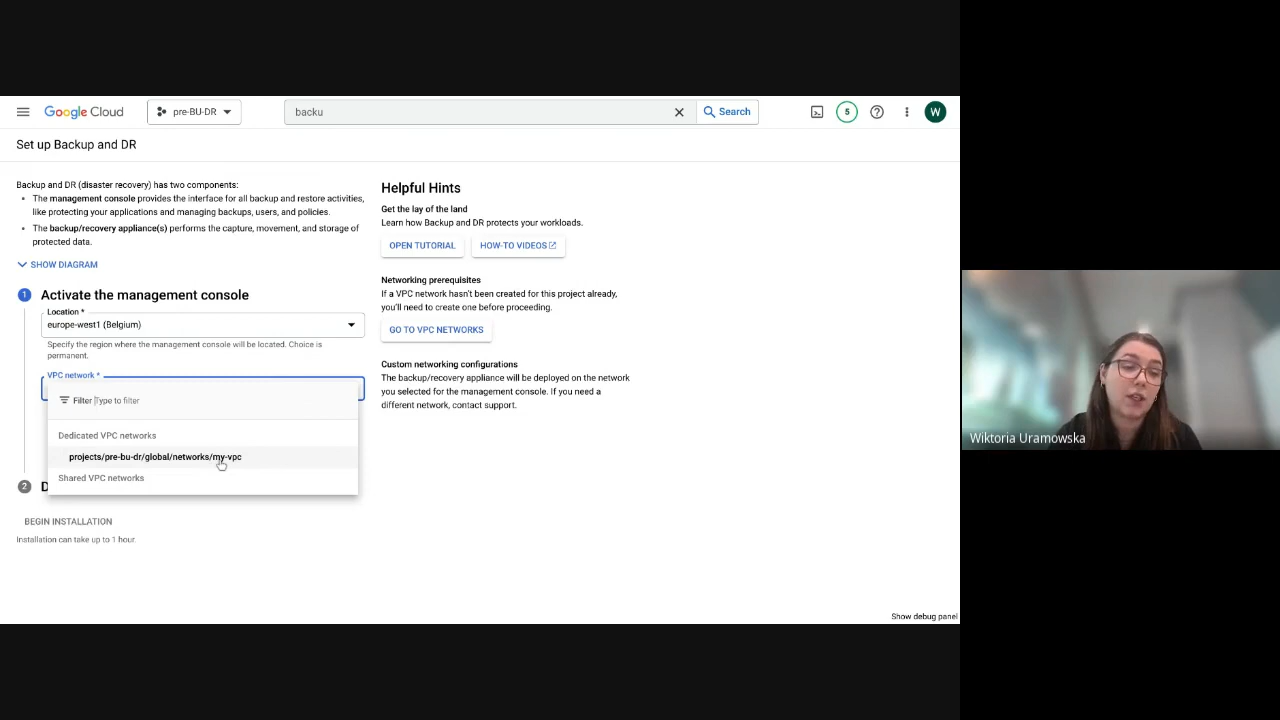 Google Cloud
pre-BU-DR
backu
Search
5
W
Set up Backup and DR
Backup and DR (disaster recovery) has two components:
The management console provides the interface for all backup and restore activities,
like protecting your applications and managing backups, users, and policies.
The backup/recovery appliance(s) performs the capture, movement, and storage of
protected data.
SHOW DIAGRAM
1 Activate the management console
Location *
europe-west1 (Belgium)
Specify the region where the management console will be located. Choice is
permanent.
VPC network *
Filter Type to filter
Dedicated VPC networks
projects/pre-bu-dr/global/networks/my-vpc
Shared VPC networks
2 D
BEGIN INSTALLATION
Installation can take up to 1 hour.
Helpful Hints
Get the lay of the land
Learn how Backup and DR protects your workloads.
OPEN TUTORIAL
HOW-TO VIDEOS
Networking prerequisites
If a VPC network hasn't been created for this project already,
you'll need to create one before proceeding.
GO TO VPC NETWORKS
Custom networking configurations
The backup/recovery appliance will be deployed on the network
you selected for the management console. If you need a
different network, contact support.
Show debug panel
Wiktoria Uramowska